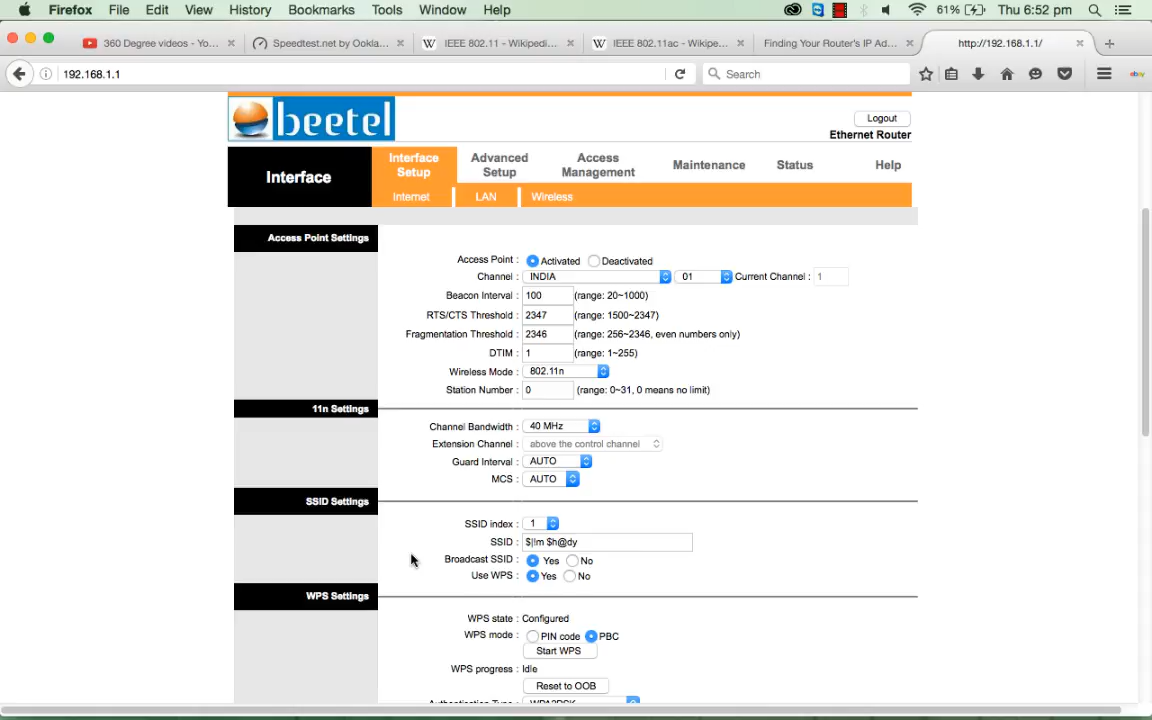 Firefox File Edit View History Bookmarks Tools Window Help 61% Thu 6:52 pm
360 Degree videos - Yo... Speedtest.net by Ookla... IEEE 802.11 - Wikipedi... IEEE 802.11ac - Wikipe... Finding Your Router's IP Ad... http://192.168.1.1/
192.168.1.1 Search ebay
beetel Logout
Ethernet Router
Interface Interface Setup Advanced Setup Access Management Maintenance Status Help
Internet LAN Wireless
Access Point Settings
Access Point : Activated Deactivated
Channel : INDIA 01 Current Channel : 1
Beacon Interval : 100 (range: 20~1000)
RTS/CTS Threshold : 2347 (range: 1500~2347)
Fragmentation Threshold : 2346 (range: 256~2346, even numbers only)
DTIM : 1 (range: 1~255)
Wireless Mode : 802.11n
Station Number : 0 (range: 0~31, 0 means no limit)
11n Settings
Channel Bandwidth : 40 MHz
Extension Channel : above the control channel
Guard Interval : AUTO
MCS : AUTO
SSID Settings
SSID index : 1
SSID : $|!m $h@dy
Broadcast SSID : Yes No
Use WPS : Yes No
WPS Settings
WPS state : Configured
WPS mode : PIN code PBC
Start WPS
WPS progress : Idle
Reset to OOB
Authentication Type : WPA2PSK